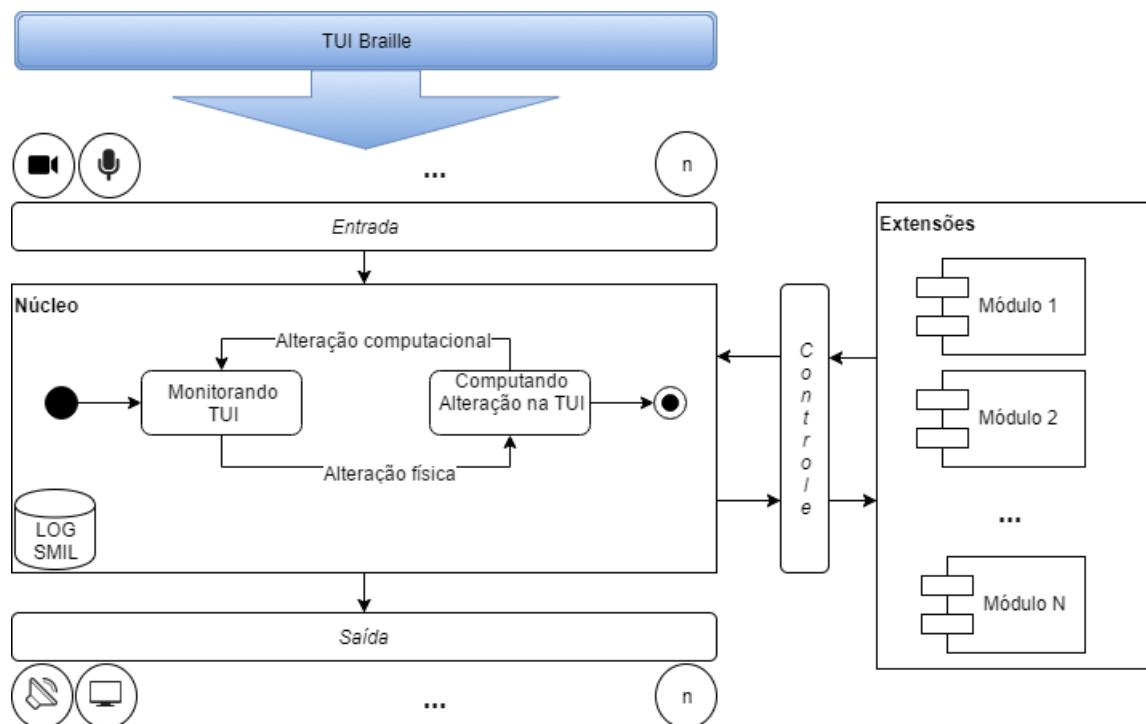 TUI Braille
...
n
Entrada
Extensões
Núcleo
Módulo 1
Alteração computacional
Controle
Monitorando
TUI
Computando
Alteração na TUI
Módulo 2
Alteração física
...
LOG
SMIL
Módulo N
Saída
...
n